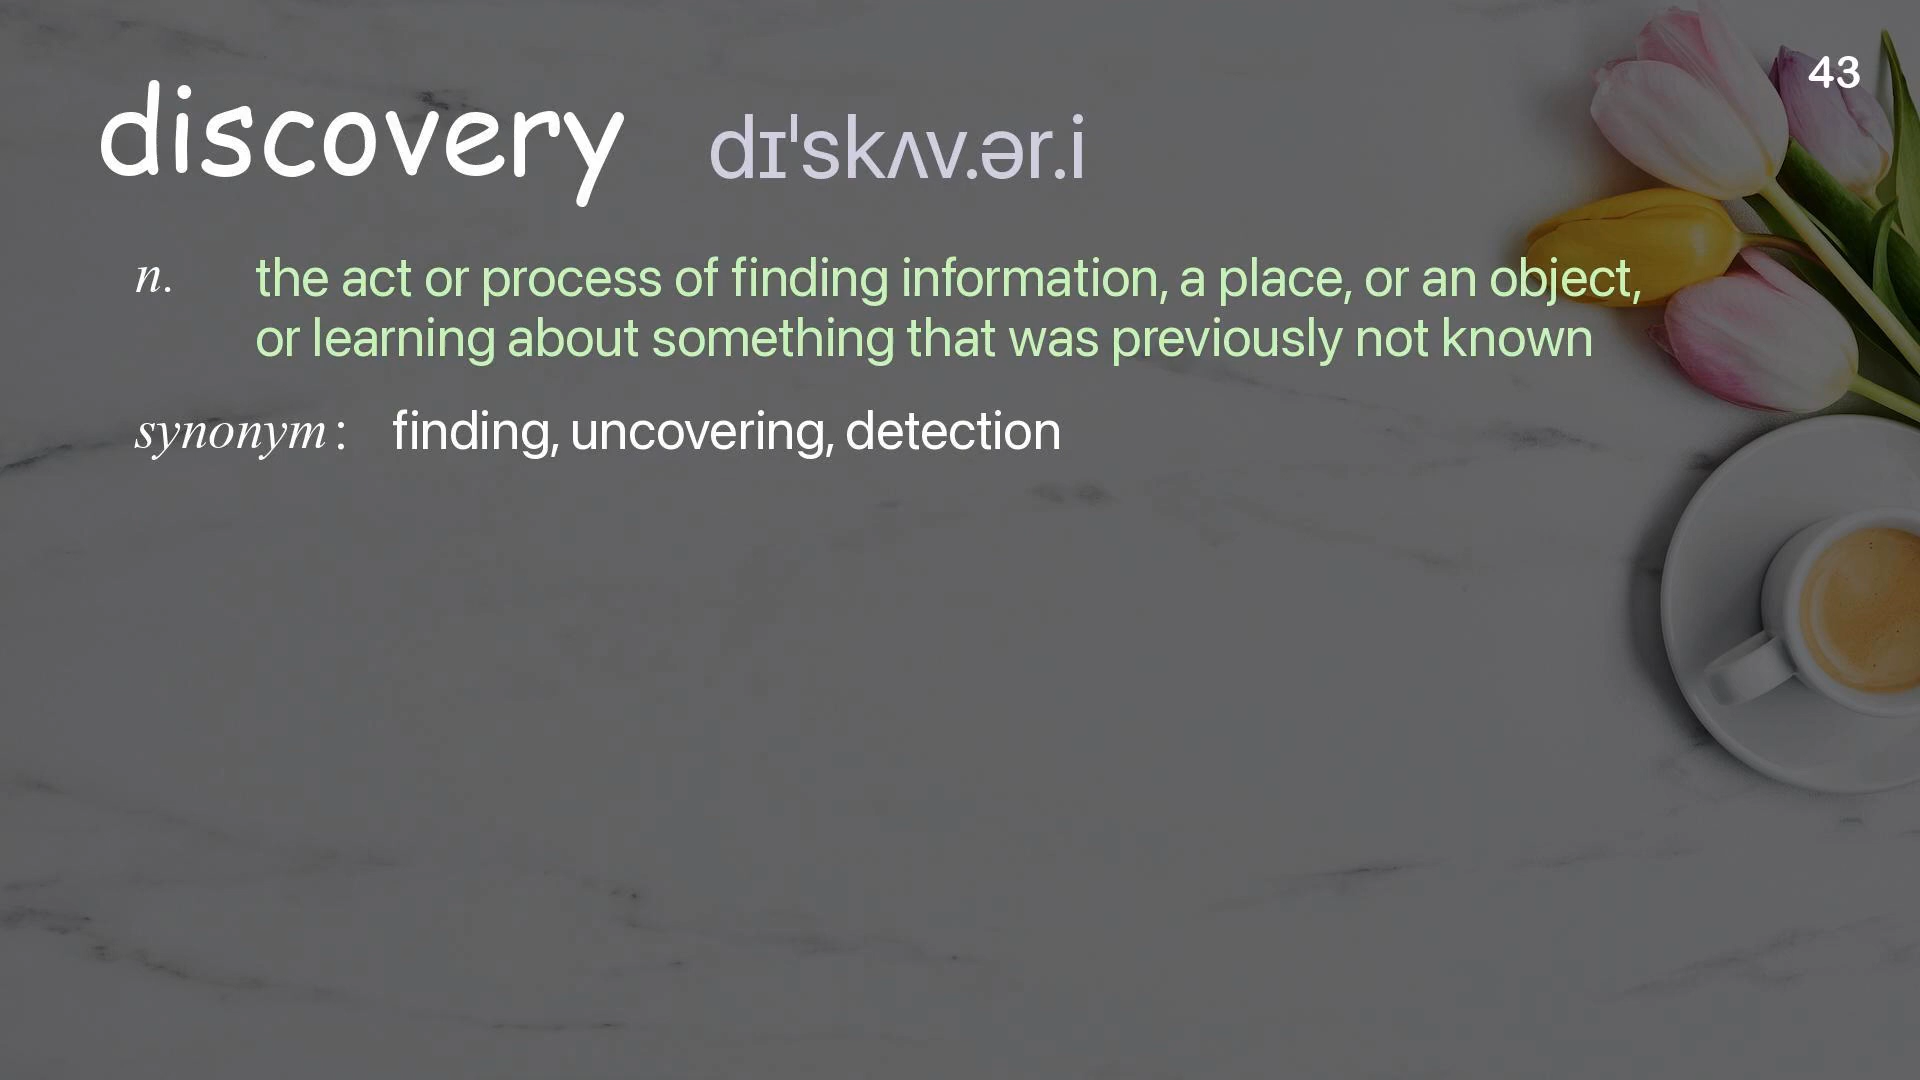 43
discovery dɪˈskʌv.ər.i
n. the act or process of finding information, a place, or an object,
or learning about something that was previously not known
synonym: finding, uncovering, detection